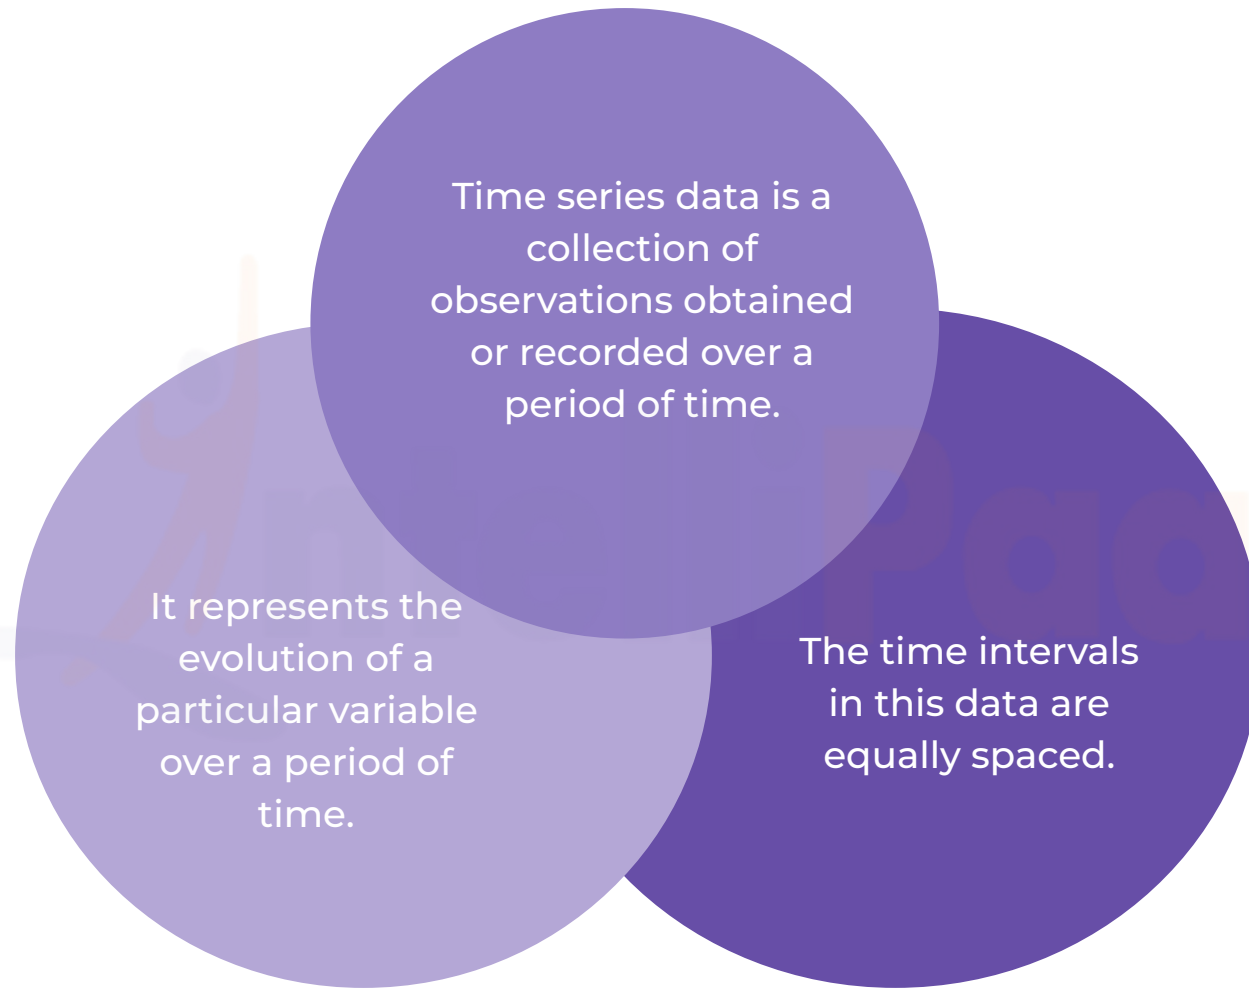 Time series data is a
collection of
observations obtained
or recorded over a
period of time.
It represents the
evolution of a
particular variable
over a period of
time.
The time intervals
in this data are
equally spaced.